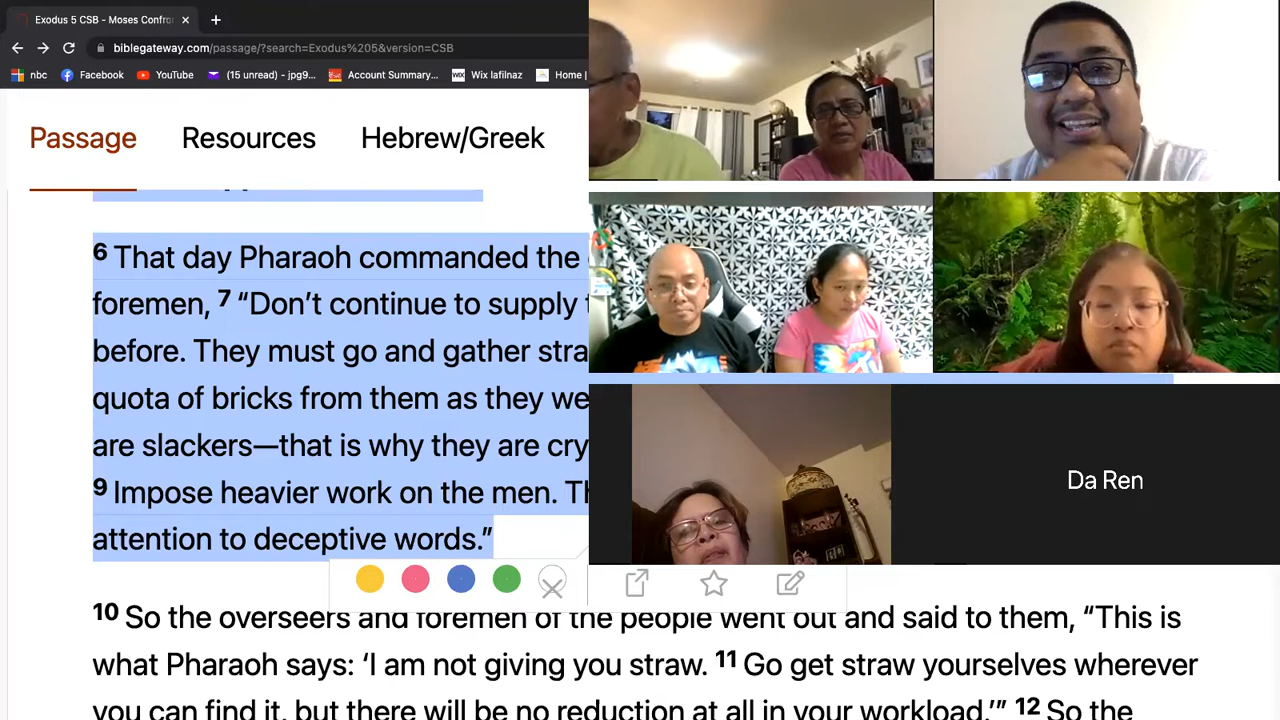 Exodus 5 CSB - Moses Confro
biblegateway.com/passage/?search=Exodus%205&version=CSB
nbc Facebook YouTube (15 unread) - jpg9... Account Summary... Wix lafilnaz Home |
Passage Resources Hebrew/Greek
6 That day Pharaoh commanded the
foremen, 7 “Don’t continue to supply
before. They must go and gather stra
quota of bricks from them as they we
are slackers—that is why they are cry
9 Impose heavier work on the men. Th
attention to deceptive words.”
Da Ren
10 So the overseers and foremen of the people went out and said to them, “This is
what Pharaoh says: ‘I am not giving you straw. 11 Go get straw yourselves wherever
you can find it, but there will be no reduction at all in your workload.’” 12 So the